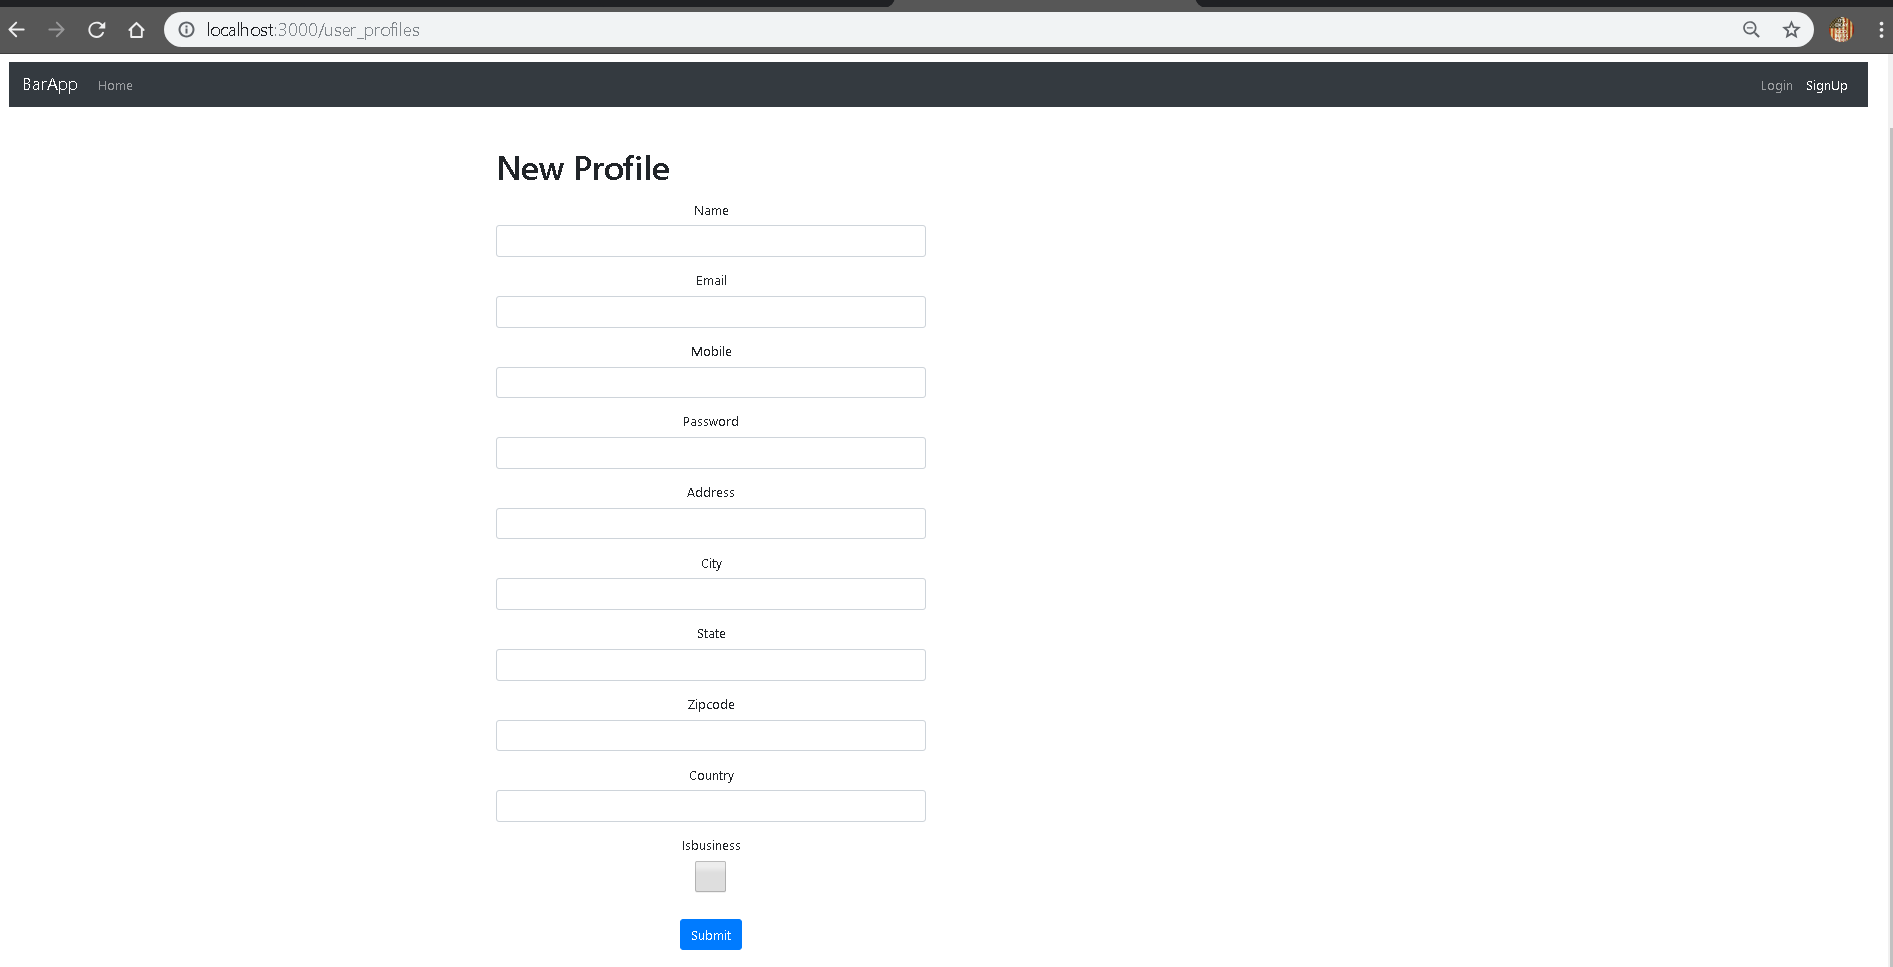 localhost:3000/user_profiles
BarApp Home Login SignUp
New Profile
Name
Email
Mobile
Password
Address
City
State
Zipcode
Country
Isbusiness
Submit